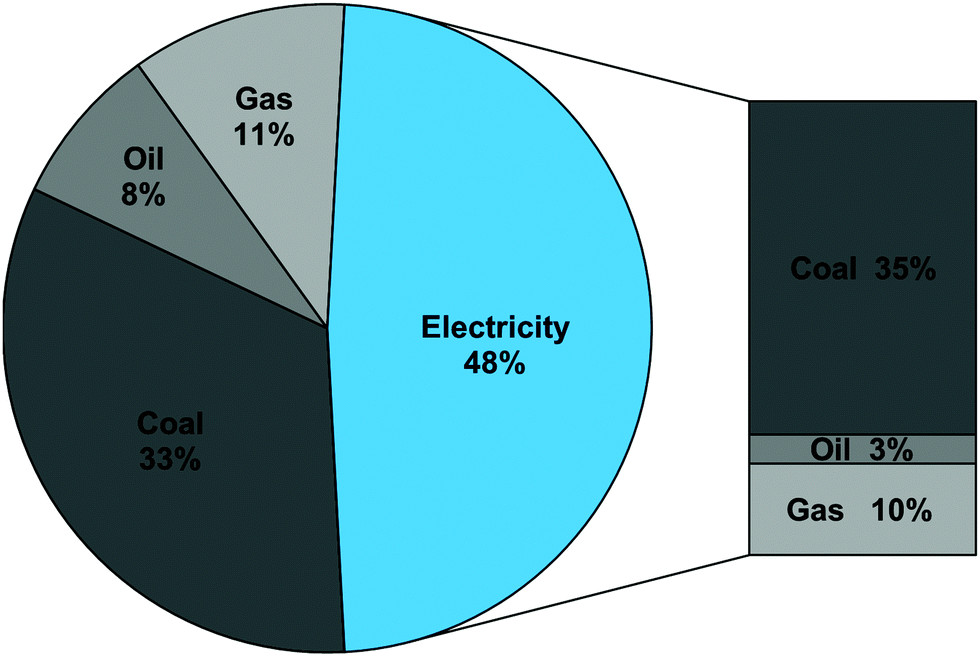 Gas
11%
Oil
8%
Coal
33%
Electricity
48%
Coal 35%
Oil 3%
Gas 10%